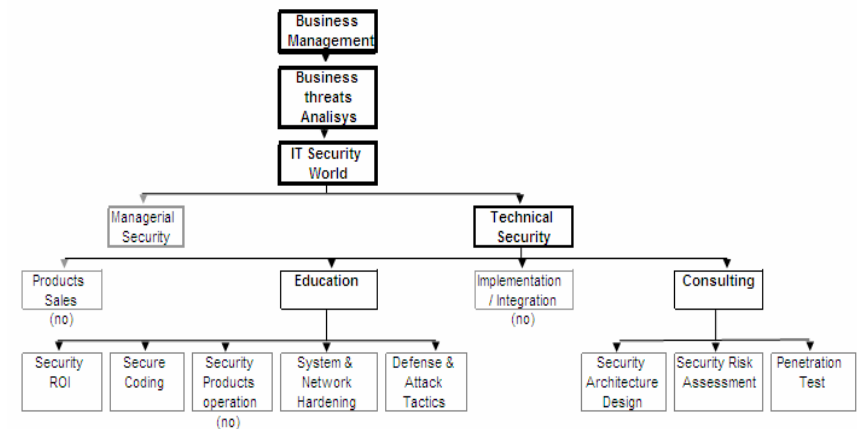 Business
Management
Business
threats
Analisys
IT Security
World
Managerial
Security
Technical
Security
Products
Sales
(no)
Education
Implementation
/ Integration
(no)
Consulting
Security
ROI
Secure
Coding
Security
Products
operation
(no)
System &
Network
Hardening
Defense &
Attack
Tactics
Security
Architecture
Design
Security Risk
Assessment
Penetration
Test